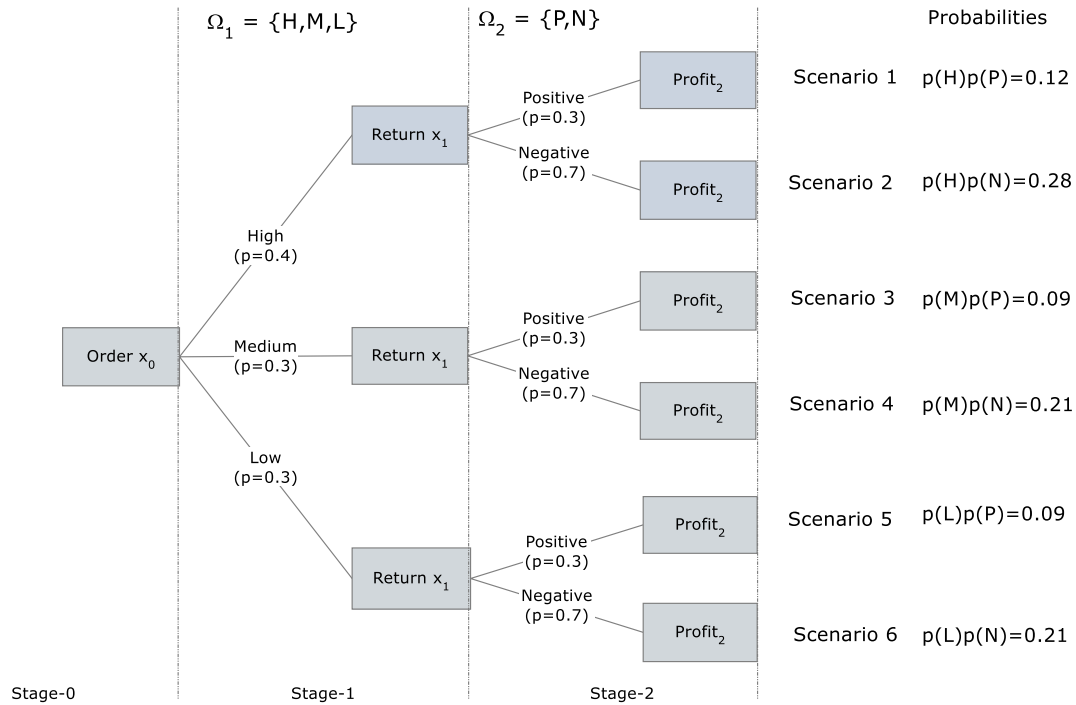 Ω1 = {H,M,L}
Ω2 = {P,N}
Probabilities
Profit2
Scenario 1
p(H)p(P)=0.12
Positive
(p=0.3)
Return x1
Negative
(p=0.7)
Profit2
Scenario 2
p(H)p(N)=0.28
High
(p=0.4)
Profit2
Scenario 3
p(M)p(P)=0.09
Positive
(p=0.3)
Order x0
Medium
(p=0.3)
Return x1
Negative
(p=0.7)
Profit2
Scenario 4
p(M)p(N)=0.21
Low
(p=0.3)
Profit2
Scenario 5
p(L)p(P)=0.09
Positive
(p=0.3)
Return x1
Negative
(p=0.7)
Profit2
Scenario 6
p(L)p(N)=0.21
Stage-0
Stage-1
Stage-2